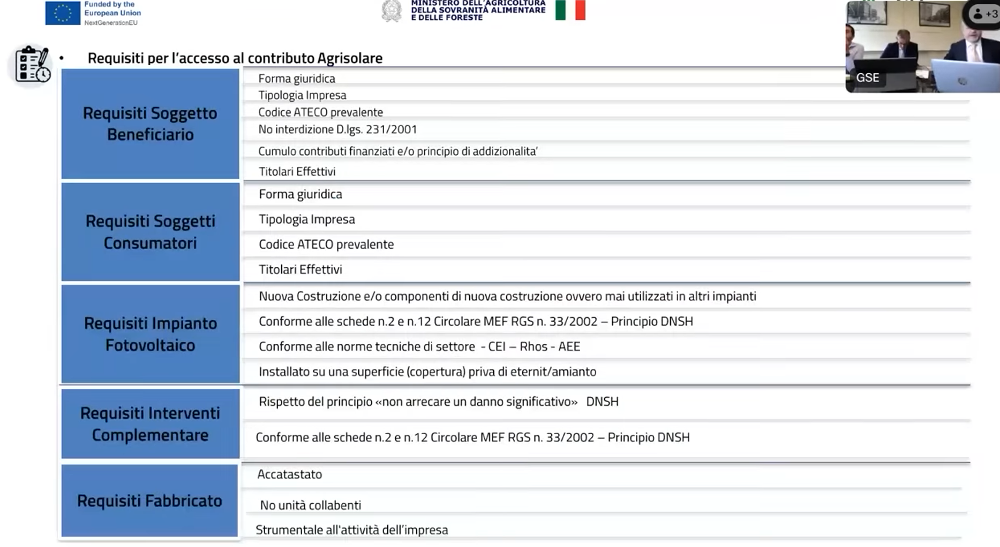 Funded by the
European Union
NextGenerationEU
MINISTERO DELL'AGRICOLTURA
DELLA SOVRANITÀ ALIMENTARE
E DELLE FORESTE
+3
GSE
• Requisiti per l'accesso al contributo Agrisolare
Requisiti Soggetto
Beneficiario
Forma giuridica
Tipologia Impresa
Codice ATECO prevalente
No interdizione D.lgs. 231/2001
Cumulo contributi finanziati e/o principio di addizionalita'
Titolari Effettivi
Requisiti Soggetti
Consumatori
Forma giuridica
Tipologia Impresa
Codice ATECO prevalente
Titolari Effettivi
Requisiti Impianto
Fotovoltaico
Nuova Costruzione e/o componenti di nuova costruzione ovvero mai utilizzati in altri impianti
Conforme alle schede n.2 e n.12 Circolare MEF RGS n. 33/2002 – Principio DNSH
Conforme alle norme tecniche di settore - CEI – Rhos - AEE
Installato su una superficie (copertura) priva di eternit/amianto
Requisiti Interventi
Complementare
Rispetto del principio «non arrecare un danno significativo» DNSH
Conforme alle schede n.2 e n.12 Circolare MEF RGS n. 33/2002 – Principio DNSH
Requisiti Fabbricato
Accatastato
No unità collabenti
Strumentale all'attività dell'impresa